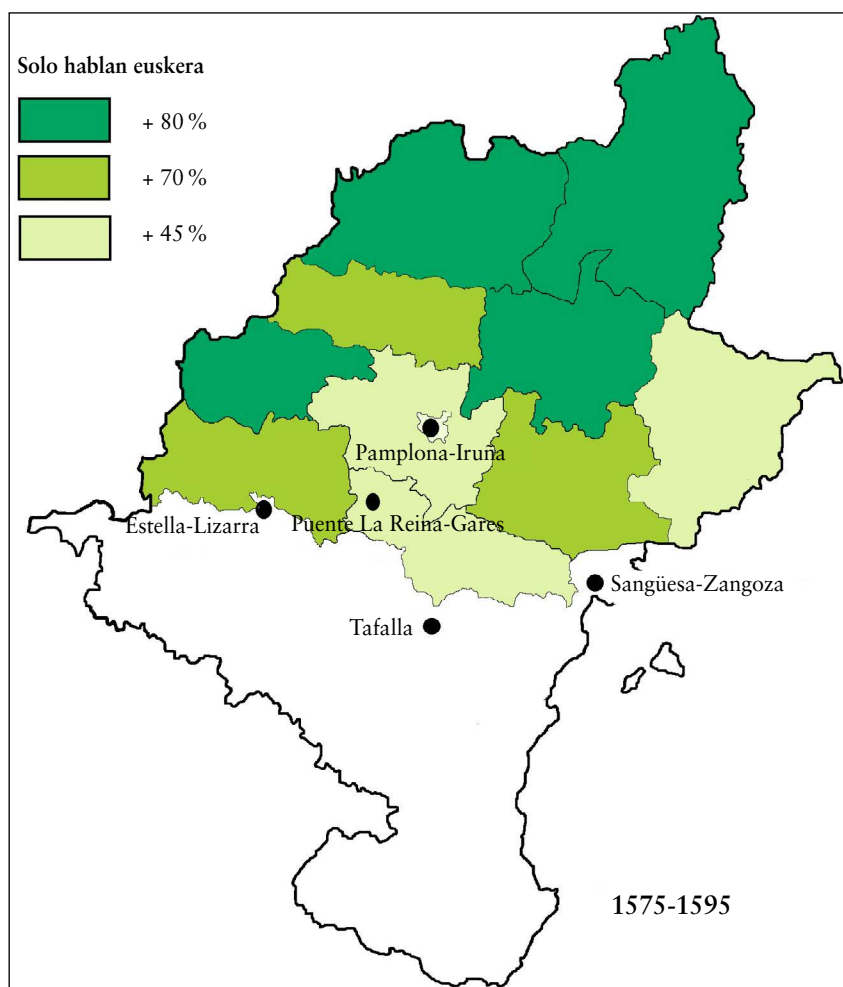 Solo hablan euskera
+ 80 %
+ 70 %
+ 45 %
Pamplona-Iruña
Estella-Lizarra
Puente La Reina-Gares
Sangüesa-Zangoza
Tafalla
1575-1595